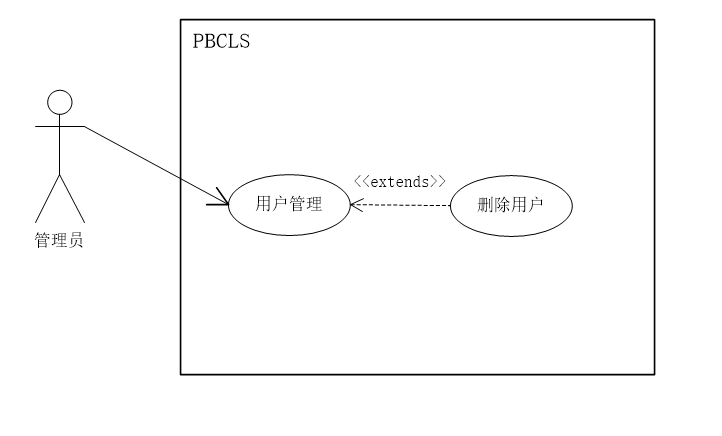 PBCLS
<<extends>>
用户管理
删除用户
管理员